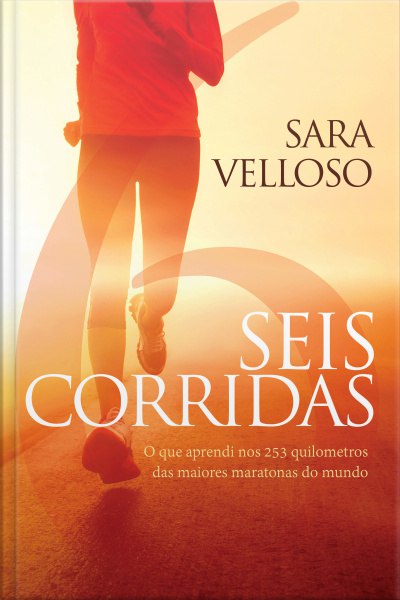 SARA
VELLOSO
SEIS
CORRIDAS
O que aprendi nos 253 quilometros
das maiores maratonas do mundo